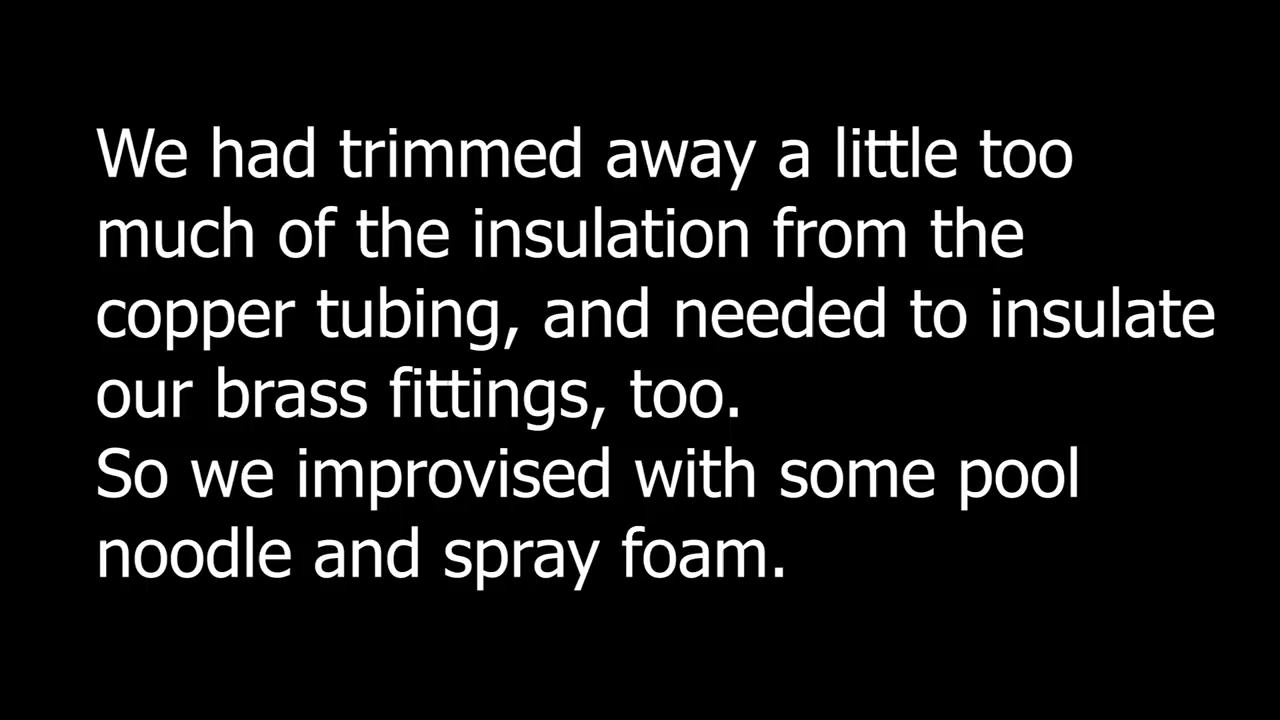 We had trimmed away a little too
much of the insulation from the
copper tubing, and needed to insulate
our brass fittings, too.
So we improvised with some pool
noodle and spray foam.